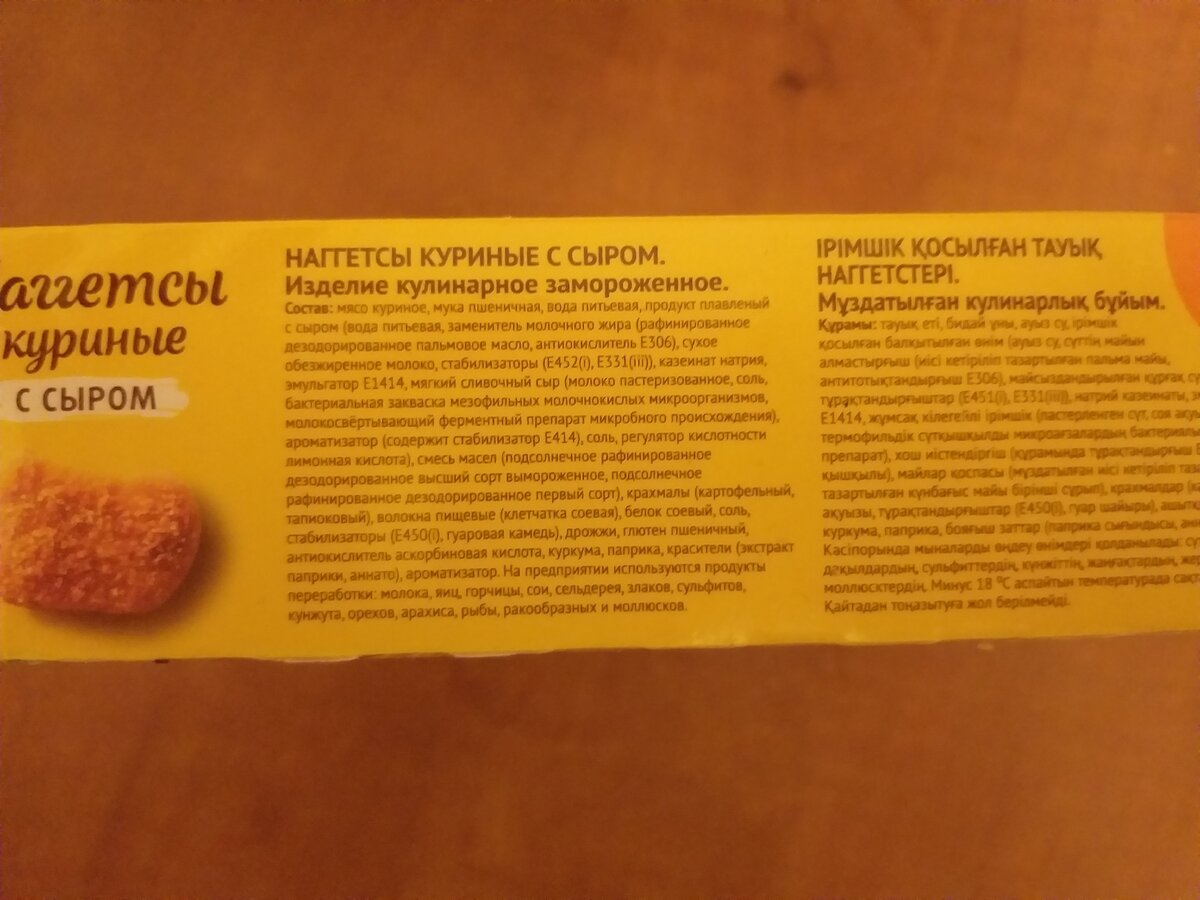 аггетсы
куриные
С СЫРОМ
НАГГЕТСЫ КУРИНЫЕ С СЫРОМ.
Изделие кулинарное замороженное.
Состав: мясо куриное, мука пшеничная, вода питьевая, продукт плавленый
с сыром (вода питьевая, заменитель молочного жира (рафинированное
дезодорированное пальмовое масло, антиокислитель Е306), сухое
обезжиренное молоко, стабилизаторы (Е452(i), Е331(iii)), казеинат натрия,
эмульгатор Е1414, мягкий сливочный сыр (молоко пастеризованное, соль,
бактериальная закваска мезофильных молочнокислых микроорганизмов,
молокосвёртывающий ферментный препарат микробного происхождения),
ароматизатор (содержит стабилизатор Е414), соль, регулятор кислотности
лимонная кислота), смесь масел (подсолнечное рафинированное
дезодорированное высший сорт вымороженное, подсолнечное
рафинированное дезодорированное первый сорт), крахмалы (картофельный,
тапиоковый), волокна пищевые (клетчатка соевая), белок соевый, соль,
стабилизаторы (Е450(i), гуаровая камедь), дрожжи, глютен пшеничный,
антиокислитель аскорбиновая кислота, куркума, паприка, красители (экстракт
паприки, аннато), ароматизатор. На предприятии используются продукты
переработки: молока, яиц, горчицы, сои, сельдерея, злаков, сульфитов,
кунжута, орехов, арахиса, рыбы, ракообразных и моллюсков.
ІРІМШІК ҚОСЫЛҒАН ТАУЫҚ
НАГГЕТСТЕРІ.
Мұздатылған кулинарлық бұйым.
Құрамы: тауық еті, бидай ұны, ауыз су, ірімшік
қосылған балқытылған өнім (ауыз су, сүттің майын
алмастырғыш (иісі кетіріліп тазартылған пальма майы,
антитотықтандырғыш Е306), майсыздандырылған құрғақ
тұрақтандырғыштар (Е451(i), Е331(iii)), натрий казеинаты,
Е1414, жұмсақ кілегейлі ірімшік (пастерленген сүт, соя
термофильдік сүтқышқылды микроағзалардың
препарат), хош иістендіргіш (құрамында тұрақтандырғыш
қышқылы), майлар қоспасы (мұздатылған иісі кетіріліп
тазартылған күнбағыс майы бірінші сұрып), крахмалдар
ақуызы, тұрақтандырғыштар (Е450(i), гуар шайыры),
куркума, паприка, бояғыш заттар (паприка сығындысы,
Кәсіпорында мыналарды өңдеу өнімдері қолданылады:
дақылдардың, сульфиттердің, күнжіттің, жаңғақтардың,
моллюсктердің. Минус 18 °С аспайтын температурада
Қайтадан тоңазытуға жол берілмейді.